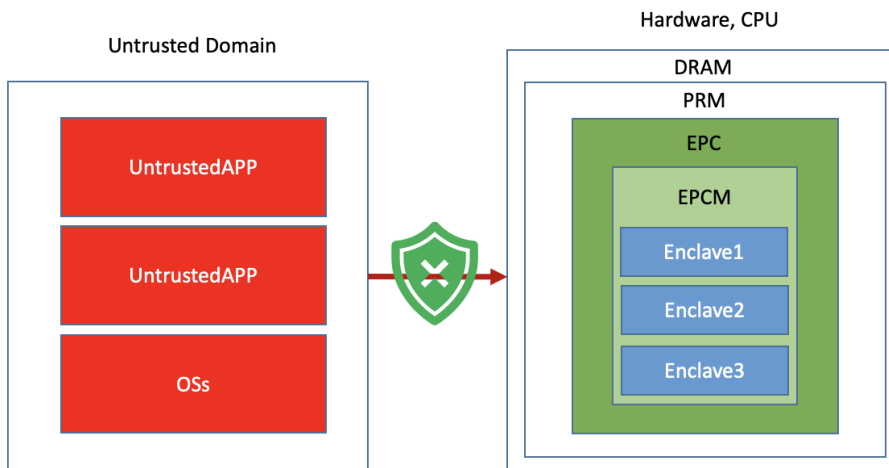 Untrusted Domain
UntrustedAPP
UntrustedAPP
OSs
Hardware, CPU
DRAM
PRM
EPC
EPCM
Enclave1
Enclave2
Enclave3